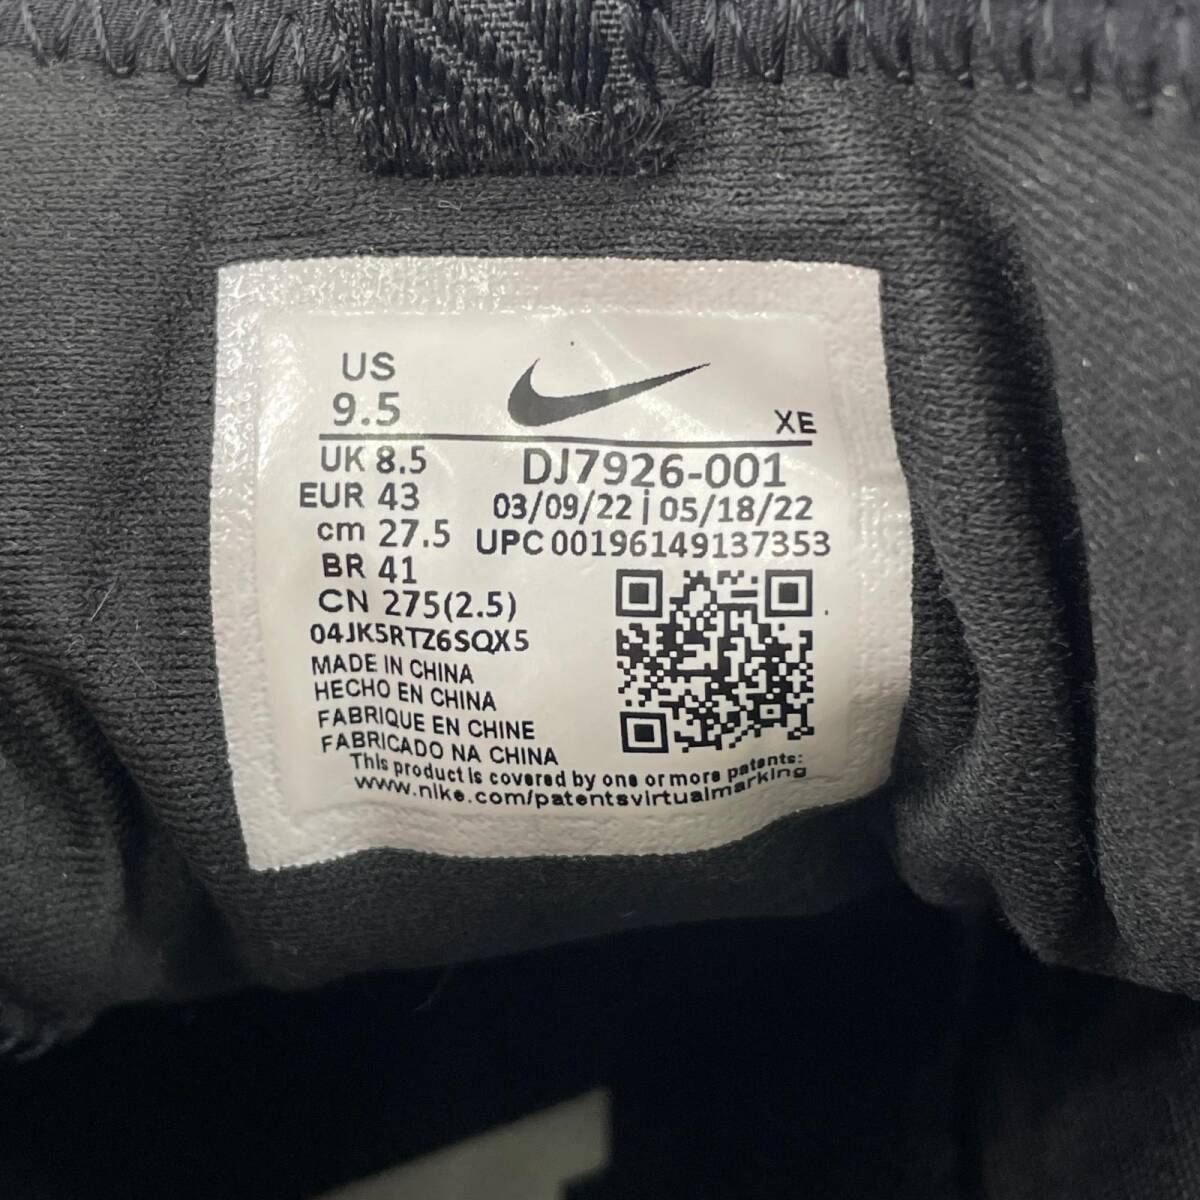 US
9.5
XE
UK 8.5
EUR 43
cm 27.5
BR 41
CN 275(2.5)
DJ7926-001
03/09/22 | 05/18/22
UPC 00196149137353
04JK5RTZ6SQX5
MADE IN CHINA
HECHO EN CHINA
FABRIQUE EN CHINE
FABRICADO NA CHINA
This product is covered by one or more patents:
www.nike.com/patentsvirtualmarking